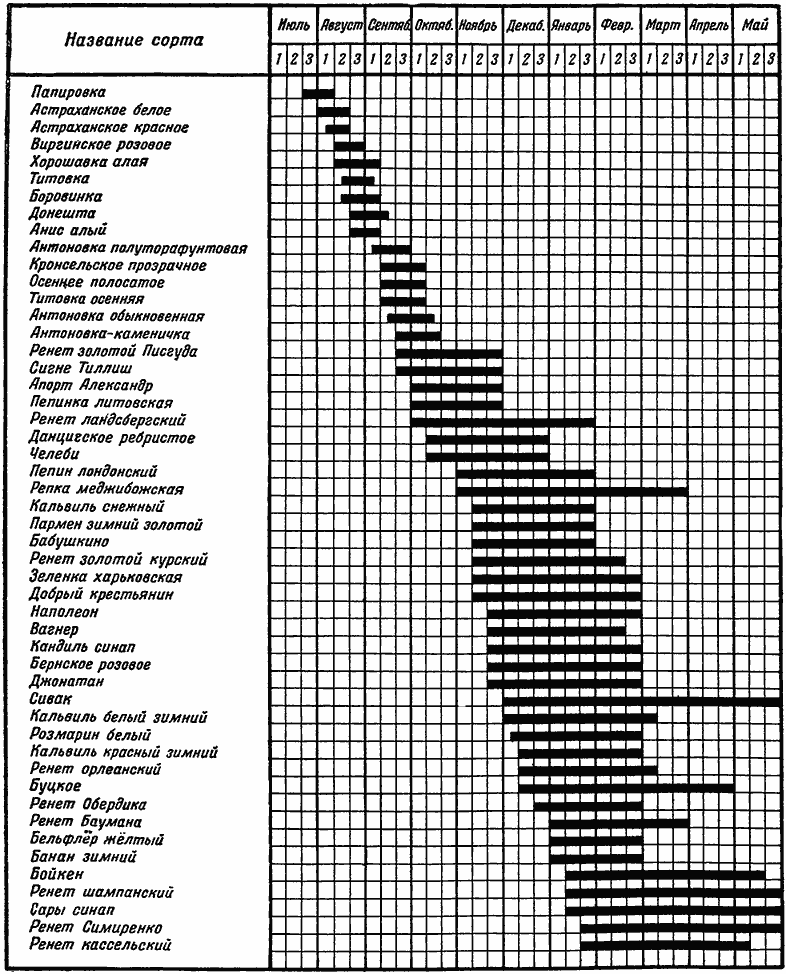 Название сорта
Июль Август Сентяб. Октяб. Ноябрь Декаб. Январь Февр. Март Апрель Май
1 2 3 1 2 3 1 2 3 1 2 3 1 2 3 1 2 3 1 2 3 1 2 3 1 2 3 1 2 3 1 2 3
Папировка
Астраханское белое
Астраханское красное
Виргинское розовое
Хорошавка алая
Титовка
Боровинка
Донешта
Анис алый
Антоновка полуторафунтовая
Кронсельское прозрачное
Осеннее полосатое
Титовка осенняя
Антоновка обыкновенная
Антоновка-каменичка
Ренет золотой Писгуда
Сигне Тиллиш
Апорт Александр
Пепинка литовская
Ренет ландсбергский
Данцигское ребристое
Челеби
Пепин лондонский
Репка меджибожская
Кальвиль снежный
Пармен зимний золотой
Бабушкино
Ренет золотой курский
Зеленка харьковская
Добрый крестьянин
Наполеон
Вагнер
Кандиль синап
Бернское розовое
Джонатан
Сивак
Кальвиль белый зимний
Розмарин белый
Кальвиль красный зимний
Ренет орлеанский
Буцкое
Ренет Обердика
Ренет Баумана
Бельфлёр жёлтый
Банан зимний
Бойкен
Ренет шампанский
Сары синап
Ренет Симиренко
Ренет кассельский